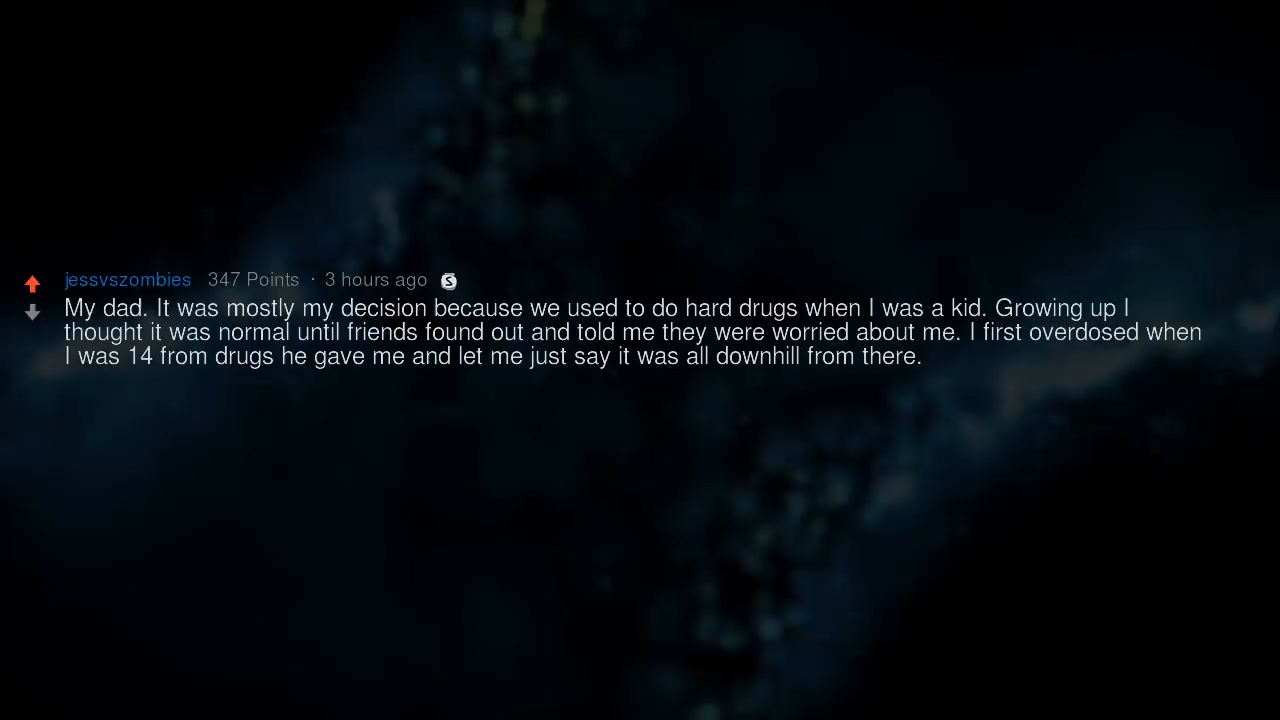 jessvszombies 347 Points · 3 hours ago
My dad. It was mostly my decision because we used to do hard drugs when I was a kid. Growing up I
thought it was normal until friends found out and told me they were worried about me. I first overdosed when
I was 14 from drugs he gave me and let me just say it was all downhill from there.